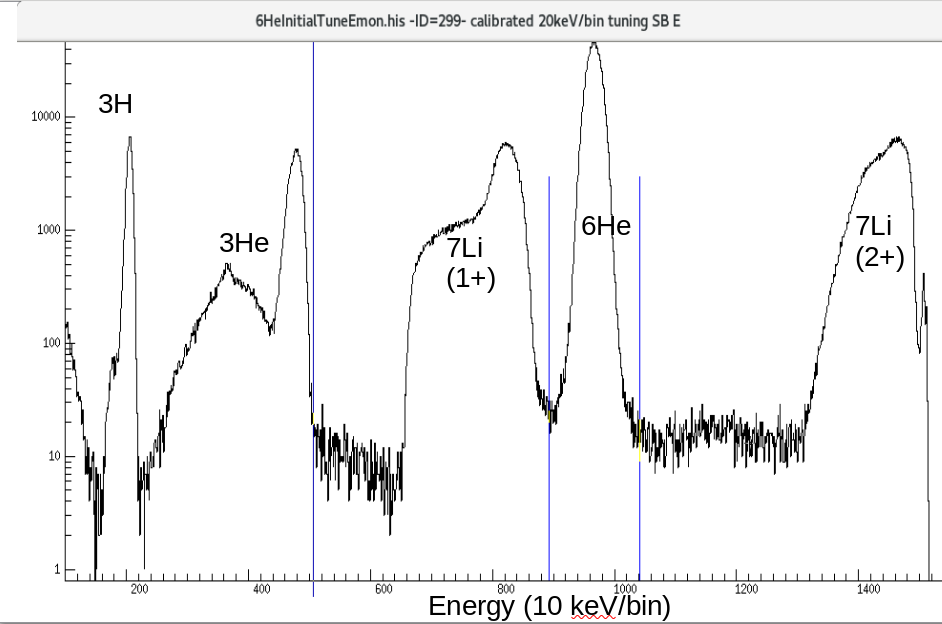 6HeInitialTuneEmon.his -ID=299- calibrated 20keV/bin tuning SB E
3H
10000
1000
3He
6He
7Li
(1+)
7Li
(2+)
100
10
1
200
400
600
800
1000
1200
1400
Energy (10 keV/bin)